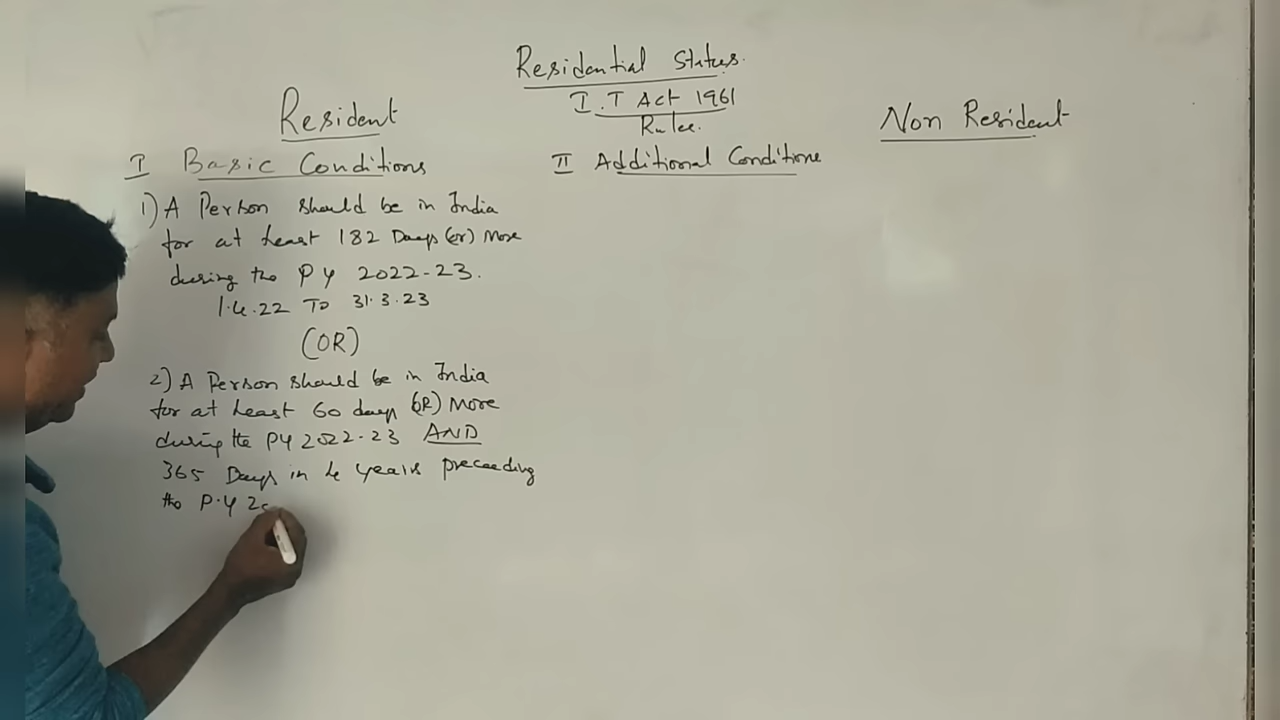 Residential Status.
I.T Act 1961
Rules.
Resident
Non Resident
I Basic Conditions
II Additional Conditions
1) A Person should be in India
for at Least 182 Days (or) More
during the P Y 2022-23.
1.4.22 To 31.3.23
(OR)
2) A Person should be in India
for at Least 60 days (OR) More
during the PY 2022-23 AND
365 Days in 4 years preceeding
the P.Y 20